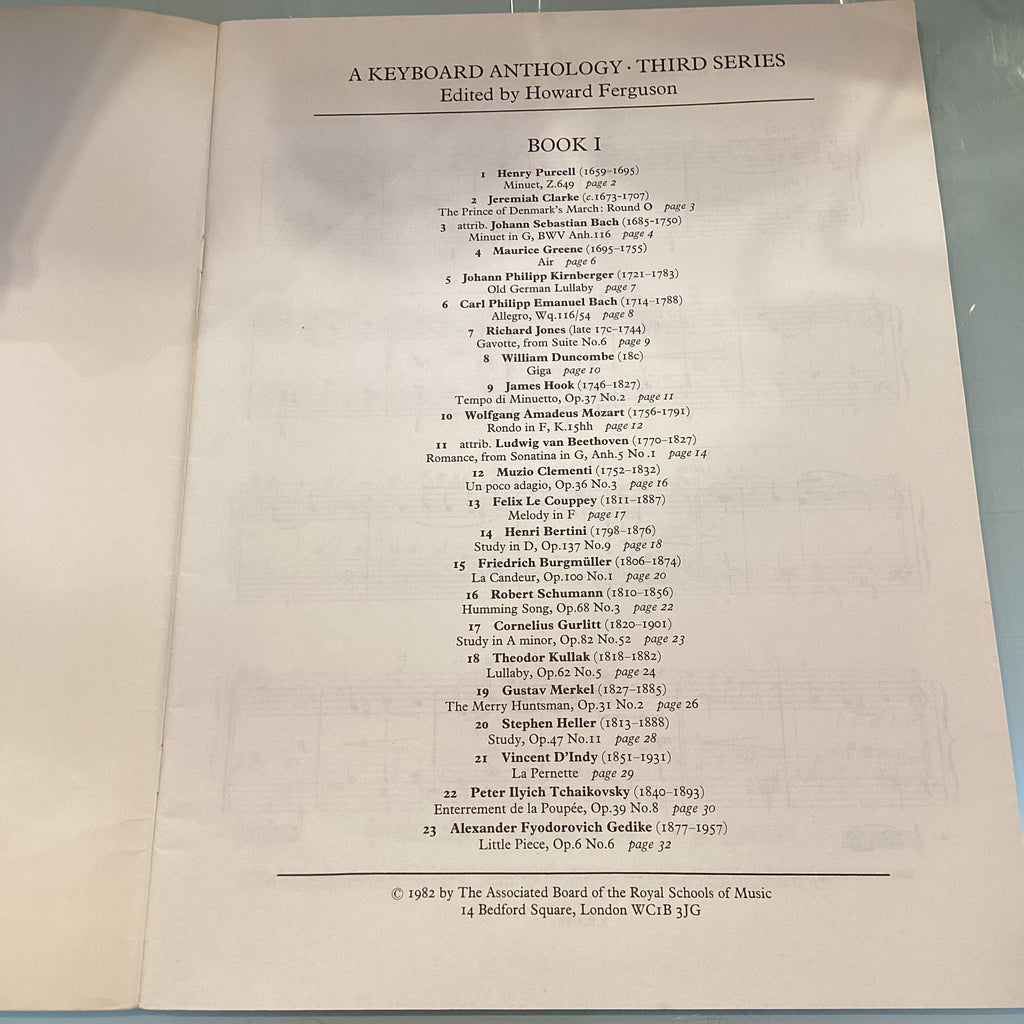 A KEYBOARD ANTHOLOGY · THIRD SERIES
Edited by Howard Ferguson
BOOK I
1 Henry Purcell (1659–1695)
Minuet, Z.649 page 2
2 Jeremiah Clarke (c.1673–1707)
The Prince of Denmark's March: Round O page 3
3 attrib. Johann Sebastian Bach (1685–1750)
Minuet in G, BWV Anh.116 page 4
4 Maurice Greene (1695–1755)
Air page 6
5 Johann Philipp Kirnberger (1721–1783)
Old German Lullaby page 7
6 Carl Philipp Emanuel Bach (1714–1788)
Allegro, Wq.116/54 page 8
7 Richard Jones (late 17c–1744)
Gavotte, from Suite No.6 page 9
8 William Duncombe (18c)
Giga page 10
9 James Hook (1746–1827)
Tempo di Minuetto, Op.37 No.2 page 11
10 Wolfgang Amadeus Mozart (1756–1791)
Rondo in F, K.15hh page 12
11 attrib. Ludwig van Beethoven (1770–1827)
Romance, from Sonatina in G, Anh.5 No.1 page 14
12 Muzio Clementi (1752–1832)
Un poco adagio, Op.36 No.3 page 16
13 Felix Le Couppey (1811–1887)
Melody in F page 17
14 Henri Bertini (1798–1876)
Study in D, Op.137 No.9 page 18
15 Friedrich Burgmüller (1806–1874)
La Candeur, Op.100 No.1 page 20
16 Robert Schumann (1810–1856)
Humming Song, Op.68 No.3 page 22
17 Cornelius Gurlitt (1820–1901)
Study in A minor, Op.82 No.52 page 23
18 Theodor Kullak (1818–1882)
Lullaby, Op.62 No.5 page 24
19 Gustav Merkel (1827–1885)
The Merry Huntsman, Op.31 No.2 page 26
20 Stephen Heller (1813–1888)
Study, Op.47 No.11 page 28
21 Vincent D'Indy (1851–1931)
La Pernette page 29
22 Peter Ilyich Tchaikovsky (1840–1893)
Enterrement de la Poupée, Op.39 No.8 page 30
23 Alexander Fyodorovich Gedike (1877–1957)
Little Piece, Op.6 No.6 page 32
© 1982 by The Associated Board of the Royal Schools of Music
14 Bedford Square, London WC1B 3JG